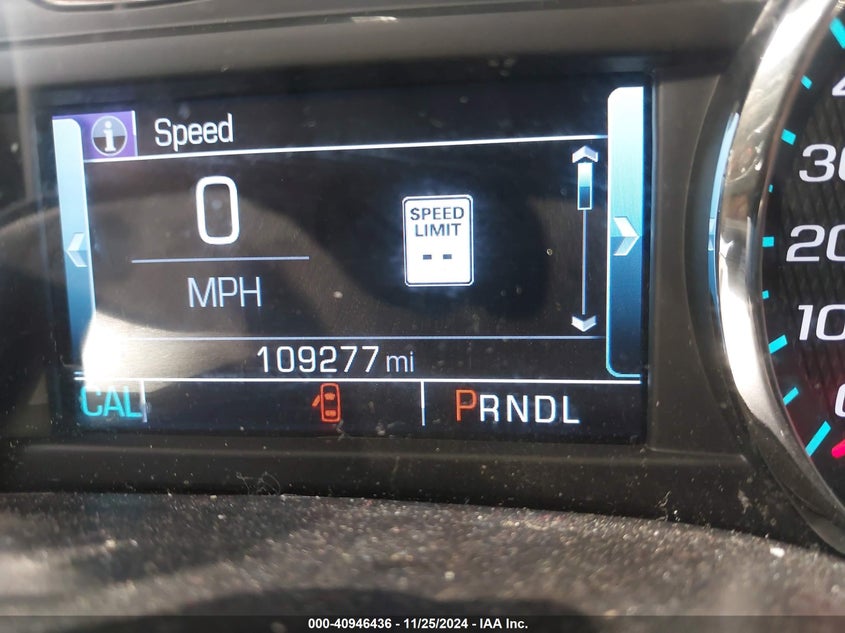 i Speed
0
MPH
SPEED
LIMIT
--
109277 mi
CAL
PRNDL
30
20
10
000-40946436 - 11/25/2024 - IAA Inc.